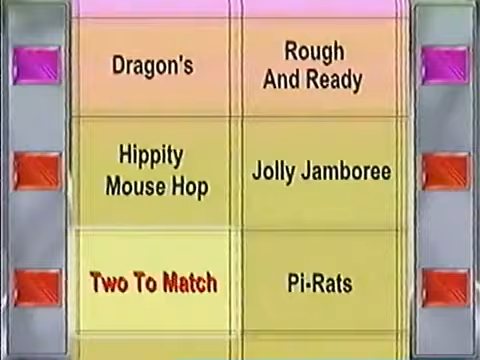 Dragon's
Rough
And Ready
Hippity
Mouse Hop
Jolly Jamboree
Two To Match
Pi-Rats